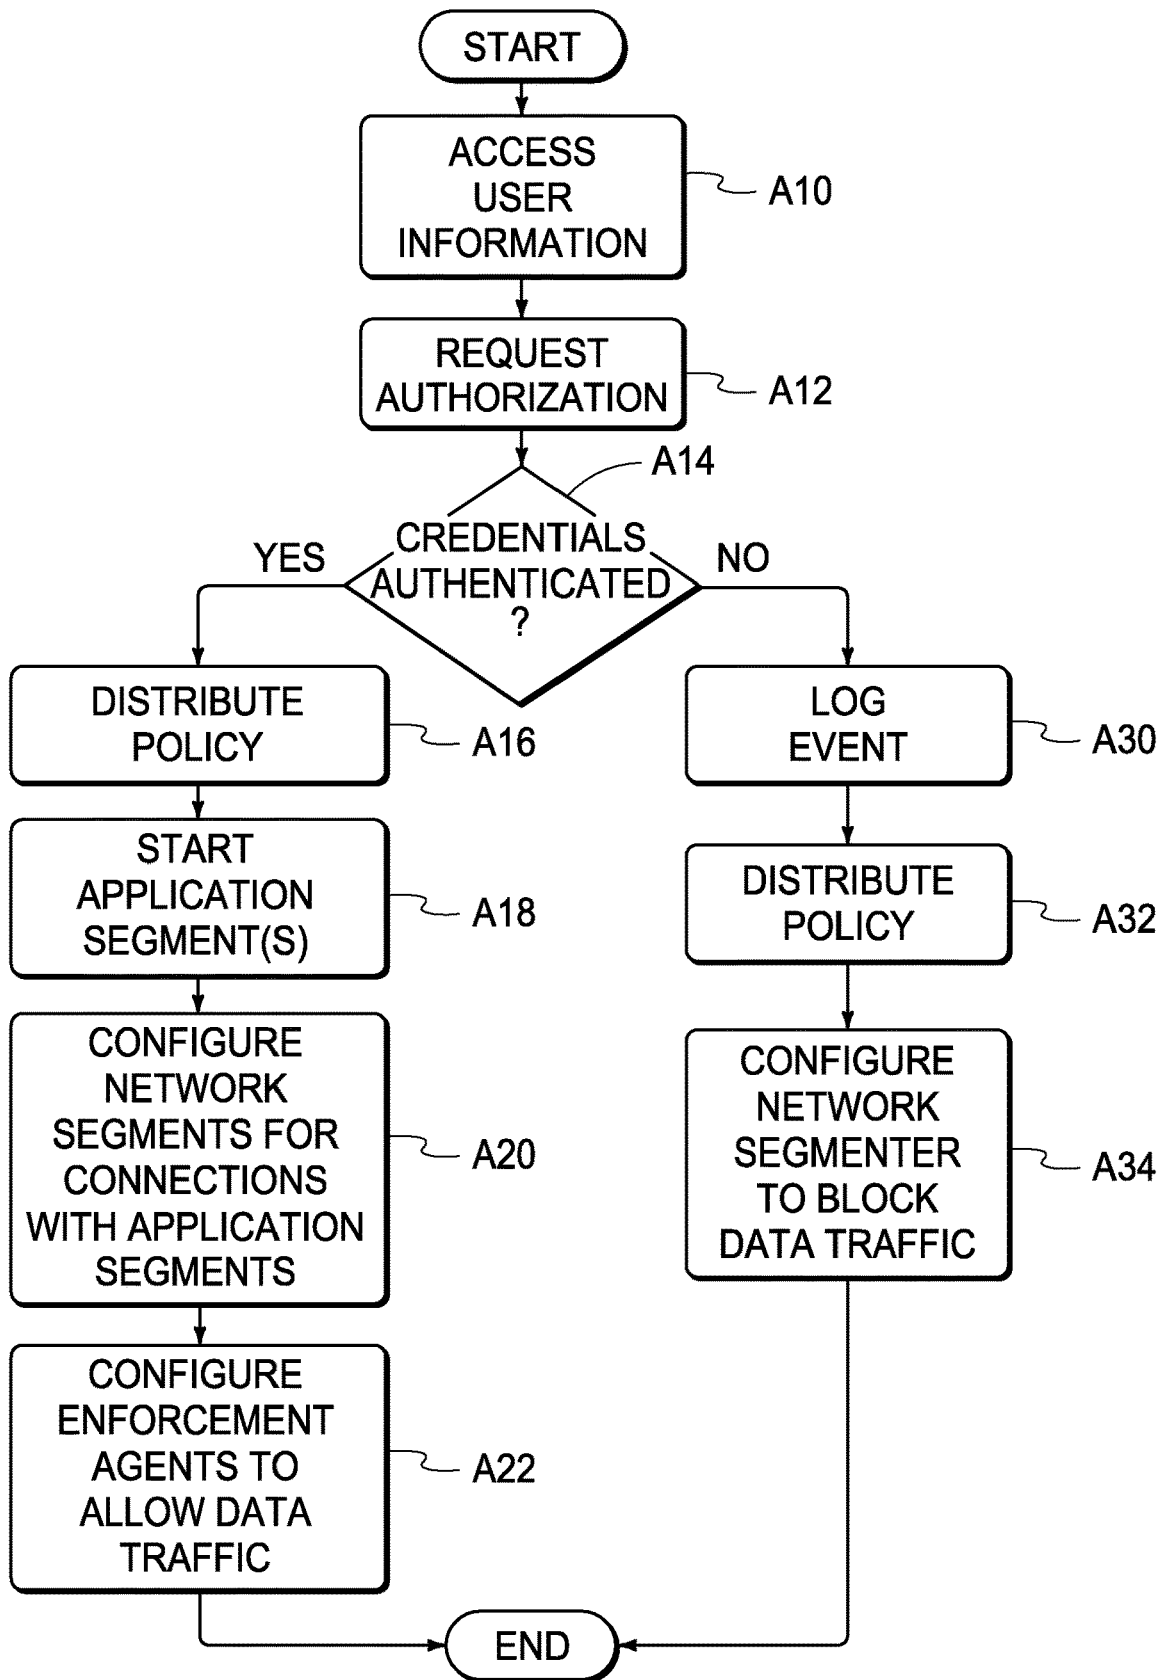 START
ACCESS
USER
INFORMATION
A10
REQUEST
AUTHORIZATION
A12
A14
CREDENTIALS
AUTHENTICATED
?
YES
NO
DISTRIBUTE
POLICY
A16
START
APPLICATION
SEGMENT(S)
A18
CONFIGURE
NETWORK
SEGMENTS FOR
CONNECTIONS
WITH APPLICATION
SEGMENTS
A20
CONFIGURE
ENFORCEMENT
AGENTS TO
ALLOW DATA
TRAFFIC
A22
LOG
EVENT
A30
DISTRIBUTE
POLICY
A32
CONFIGURE
NETWORK
SEGMENTER
TO BLOCK
DATA TRAFFIC
A34
END